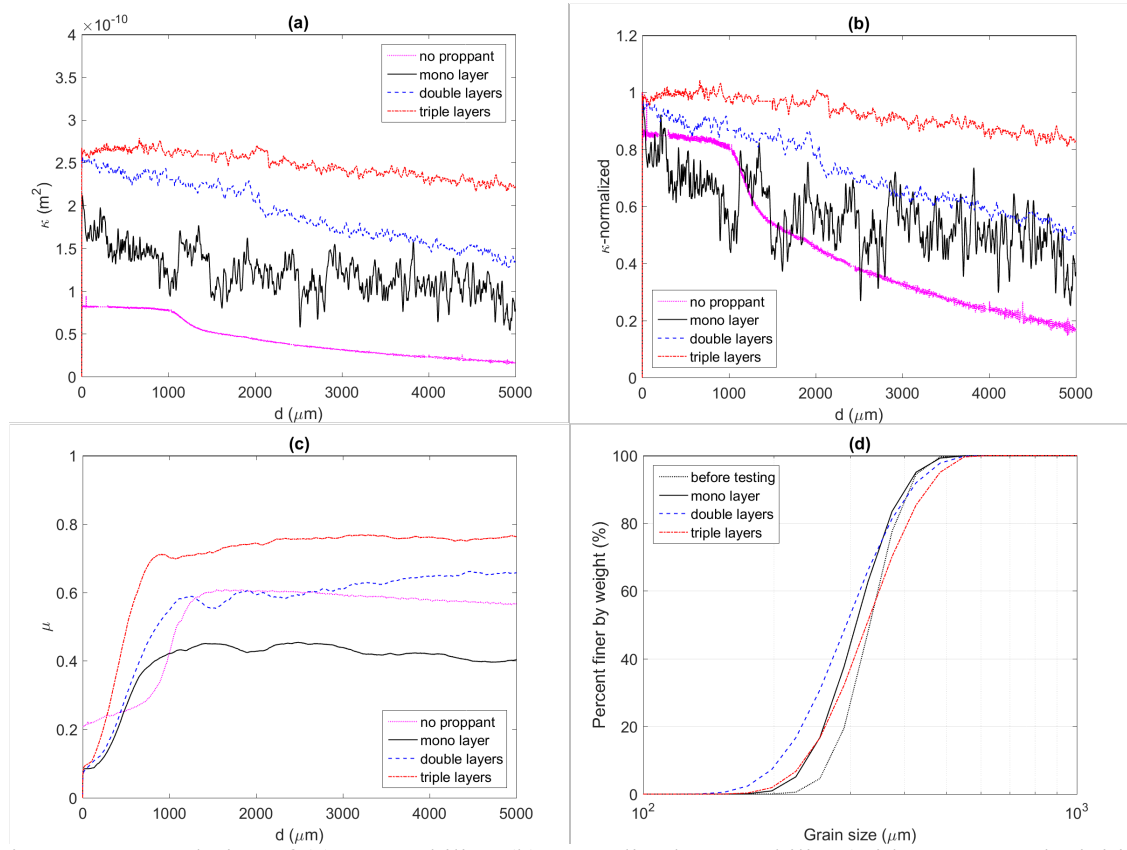 (a)
×10⁻¹⁰
4
3.5
3
2.5
2
1.5
1
0.5
0
κ (m²)
no proppant
mono layer
double layers
triple layers
0 1000 2000 3000 4000 5000
d (μm)
(b)
1.2
1
0.8
0.6
0.4
0.2
0
κ-normalized
no proppant
mono layer
double layers
triple layers
0 1000 2000 3000 4000 5000
d (μm)
(c)
1
0.8
0.6
0.4
0.2
0
μ
no proppant
mono layer
double layers
triple layers
0 1000 2000 3000 4000 5000
d (μm)
(d)
100
80
60
40
20
0
Percent finer by weight (%)
before testing
mono layer
double layers
triple layers
10² 10³
Grain size (μm)